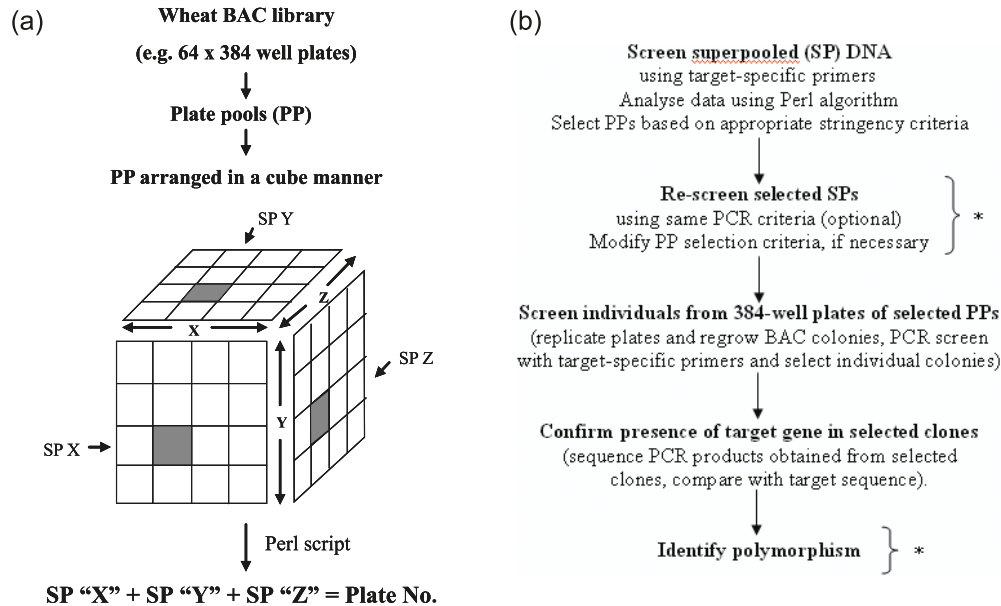 (a)
Wheat BAC library
(e.g. 64 x 384 well plates)
Plate pools (PP)
PP arranged in a cube manner
SP Y
Z
X
SP Z
Y
SP X
Perl script
SP “X” + SP “Y” + SP “Z” = Plate No.
(b)
Screen superpooled (SP) DNA
using target-specific primers
Analyse data using Perl algorithm
Select PPs based on appropriate stringency criteria
Re-screen selected SPs
using same PCR criteria (optional)
Modify PP selection criteria, if necessary
*
Screen individuals from 384-well plates of selected PPs
(replicate plates and regrow BAC colonies, PCR screen
with target-specific primers and select individual colonies)
Confirm presence of target gene in selected clones
(sequence PCR products obtained from selected
clones, compare with target sequence).
Identify polymorphism
*